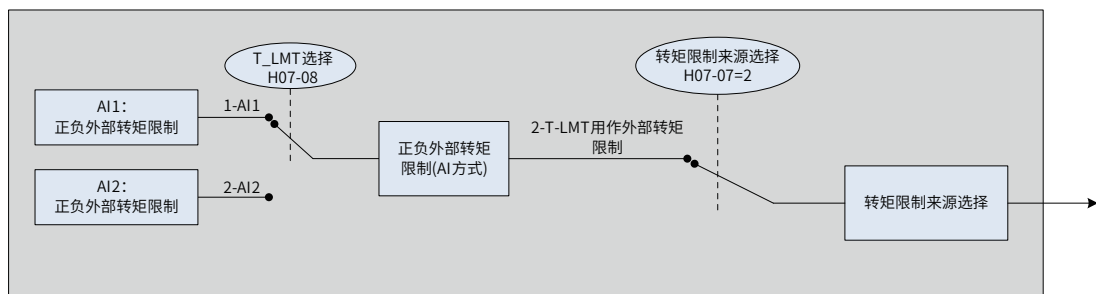 T_LMT选择
H07-08
转矩限制来源选择
H07-07=2
AI1：
正负外部转矩限制
1-AI1
2-T-LMT用作外部转矩
限制
正负外部转矩
限制(AI方式)
AI2：
正负外部转矩限制
2-AI2
转矩限制来源选择